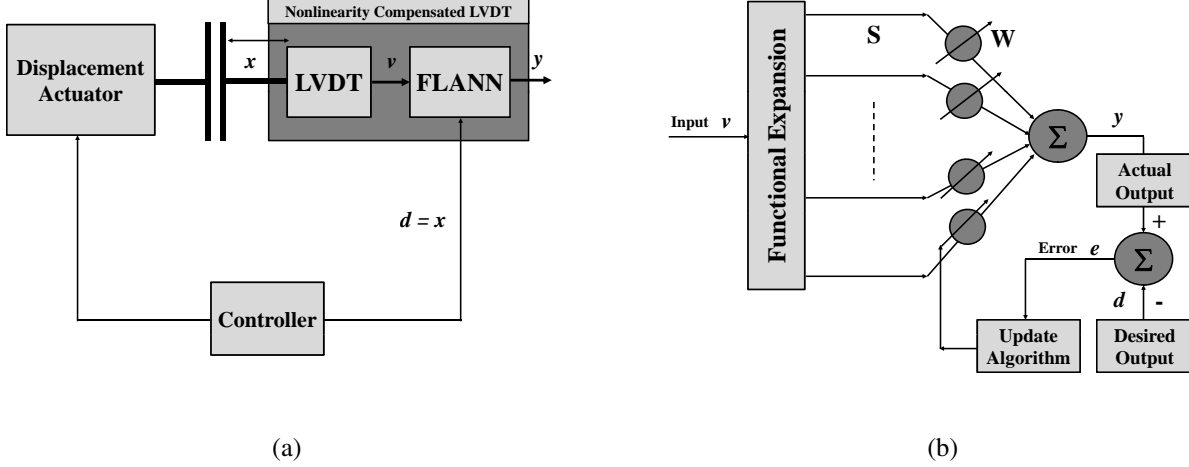 Nonlinearity Compensated LVDT
Displacement
Actuator
x
LVDT
v
FLANN
y
d = x
Controller
(a)
Input v
Functional Expansion
S
W
Σ
y
Actual
Output
+
Σ
Error e
d
-
Update
Algorithm
Desired
Output
(b)